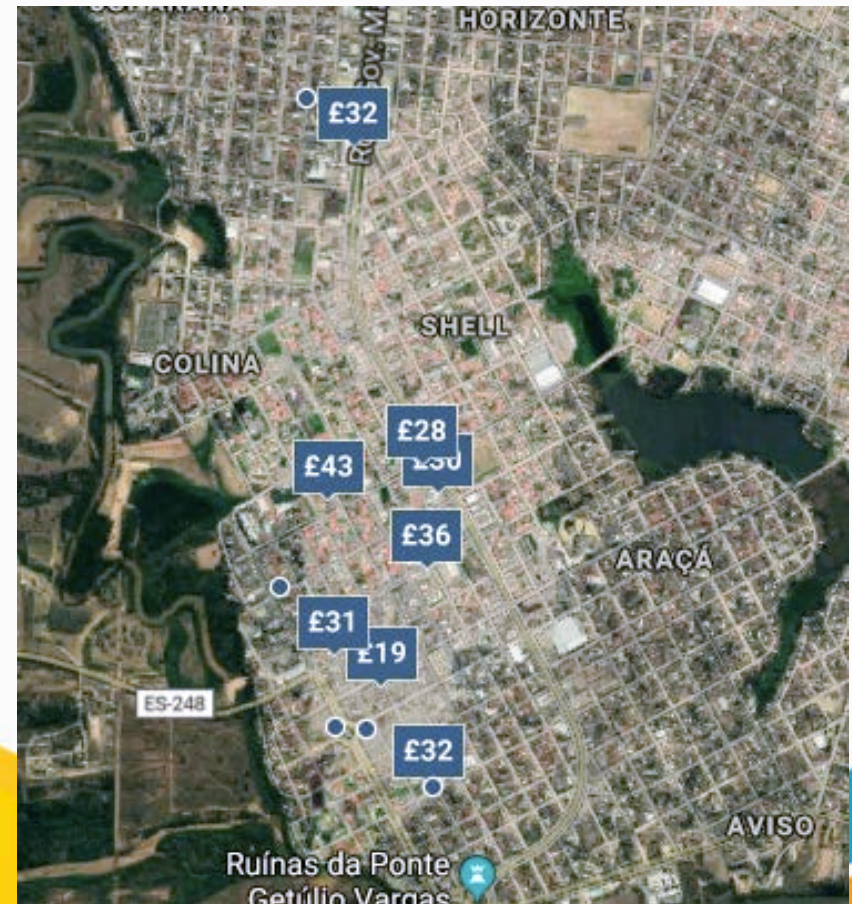 HORIZONTE
£32
SHELL
COLINA
£28
£30
£43
£36
ARAÇÁ
£31
£19
ES-248
£32
AVISO
Ruínas da Ponte
Getúlio Vargas